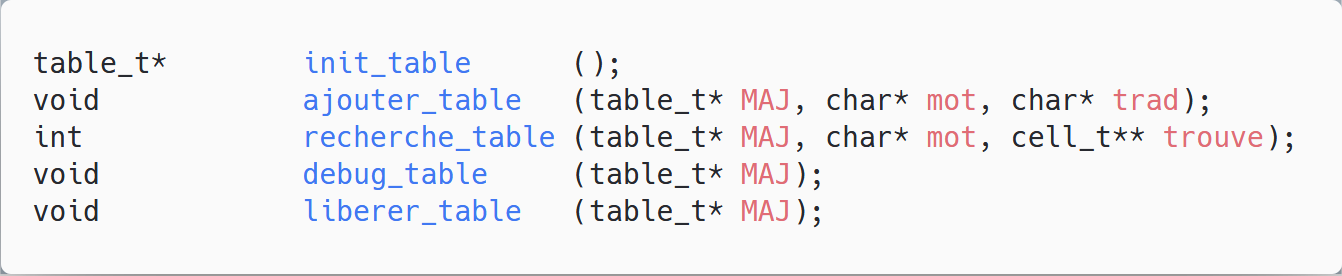 table_t* init_table ();
void ajouter_table (table_t* MAJ, char* mot, char* trad);
int recherche_table (table_t* MAJ, char* mot, cell_t** trouve);
void debug_table (table_t* MAJ);
void liberer_table (table_t* MAJ);